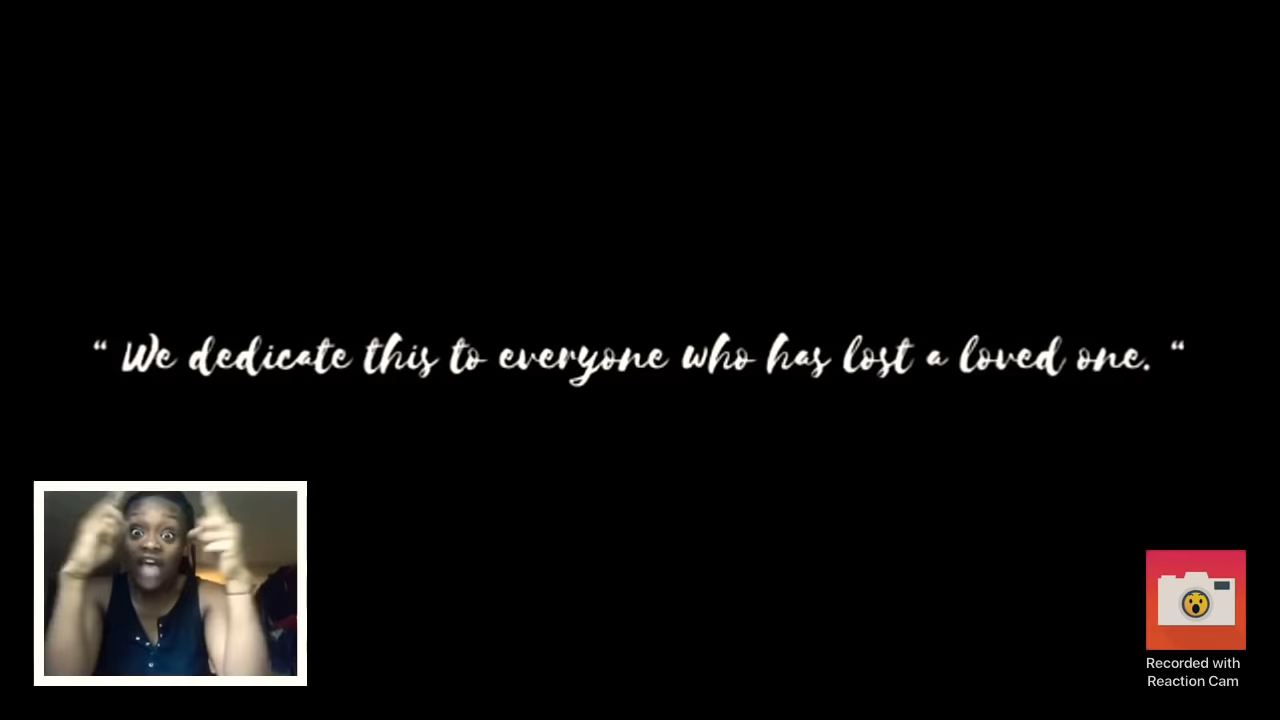 “ We dedicate this to everyone who has lost a loved one. “
Recorded with
Reaction Cam